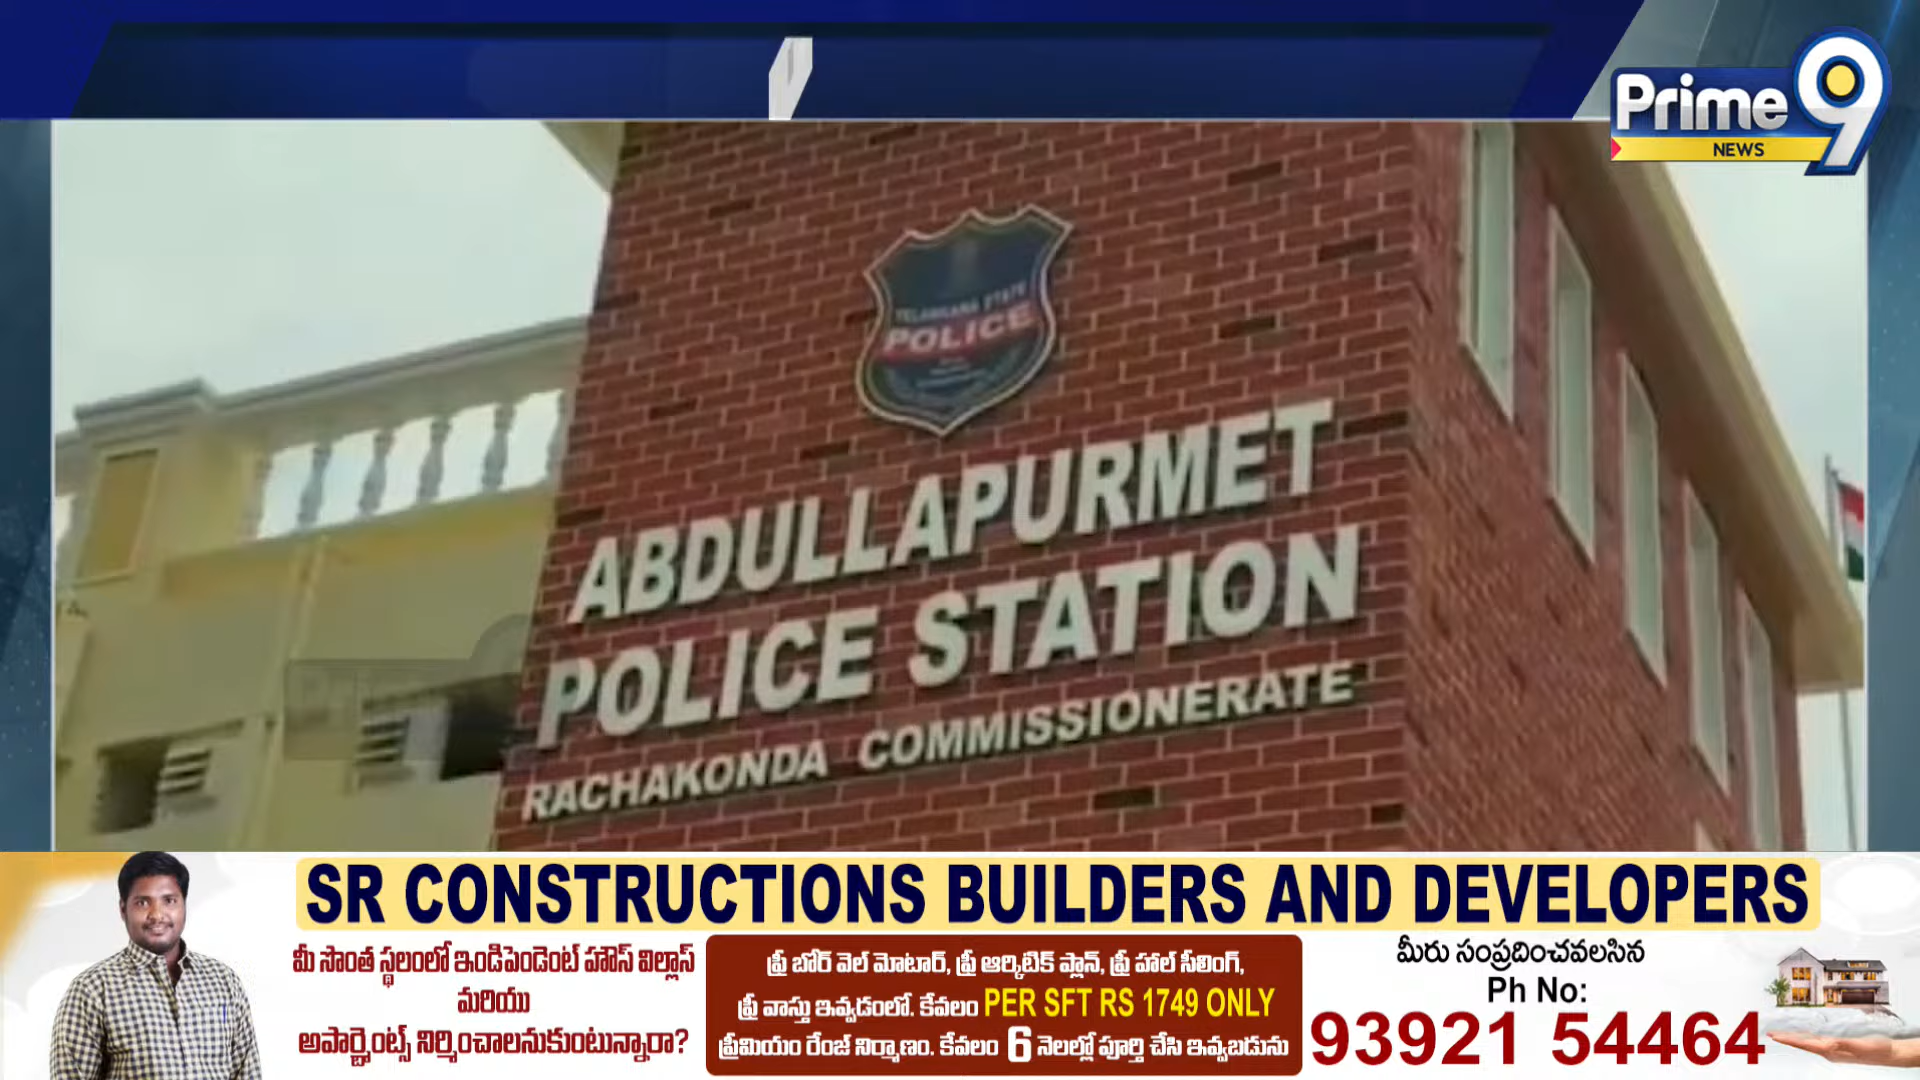 Prime9
NEWS
TELANGANA STATE
POLICE
ABDULLAPURMET
POLICE STATION
RACHAKONDA COMMISSIONERATE
SR CONSTRUCTIONS BUILDERS AND DEVELOPERS
మీ సొంత స్థలంలో ఇండిపెండెంట్ హౌస్ విల్లాస్
మరియు
అపార్ట్మెంట్స్ నిర్మించాలనుకుంటున్నారా?
ఫ్రీ బోర్ వెల్ మోటార్, ఫ్రీ ఆర్కిటిక్ ప్లాన్, ఫ్రీ హాల్ సీలింగ్,
ఫ్రీ వాస్తు ఇవ్వడంలో. కేవలం PER SFT RS 1749 ONLY
ప్రీమియం రేంజ్ నిర్మాణం. కేవలం 6 నెలల్లో పూర్తి చేసి ఇవ్వబడును
మీరు సంప్రదించవలసిన
Ph No:
93921 54464